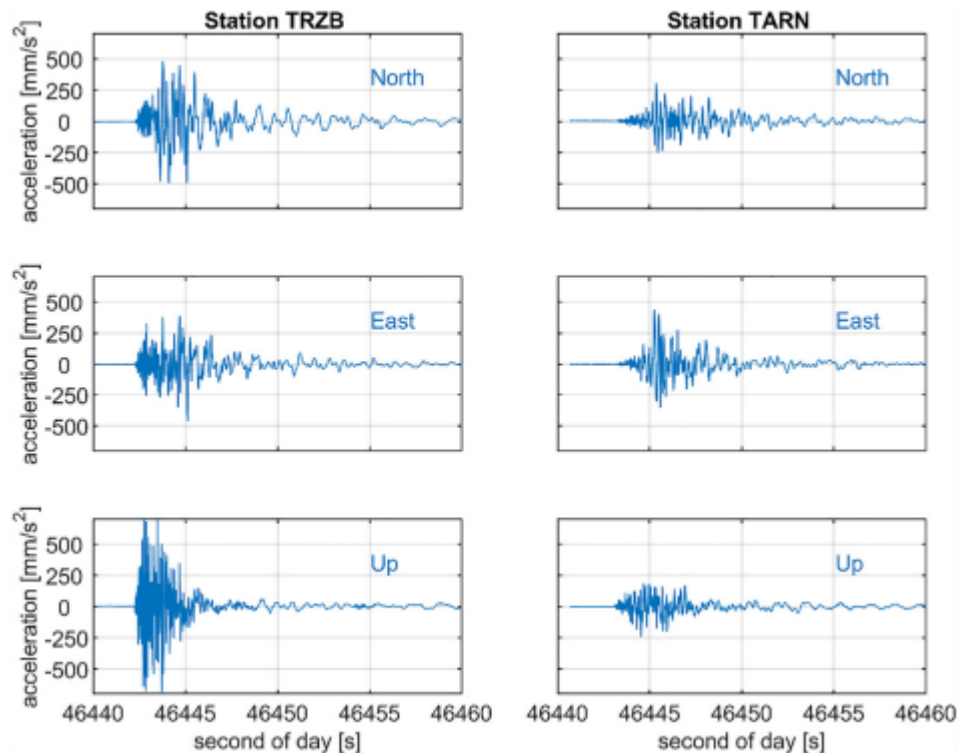 Station TRZB
Station TARN
acceleration [mm/s²]
500
250
0
-250
-500
North
North
acceleration [mm/s²]
500
250
0
-250
-500
East
East
acceleration [mm/s²]
500
250
0
-250
-500
Up
Up
46440 46445 46450 46455 46460
46440 46445 46450 46455 46460
second of day [s]
second of day [s]